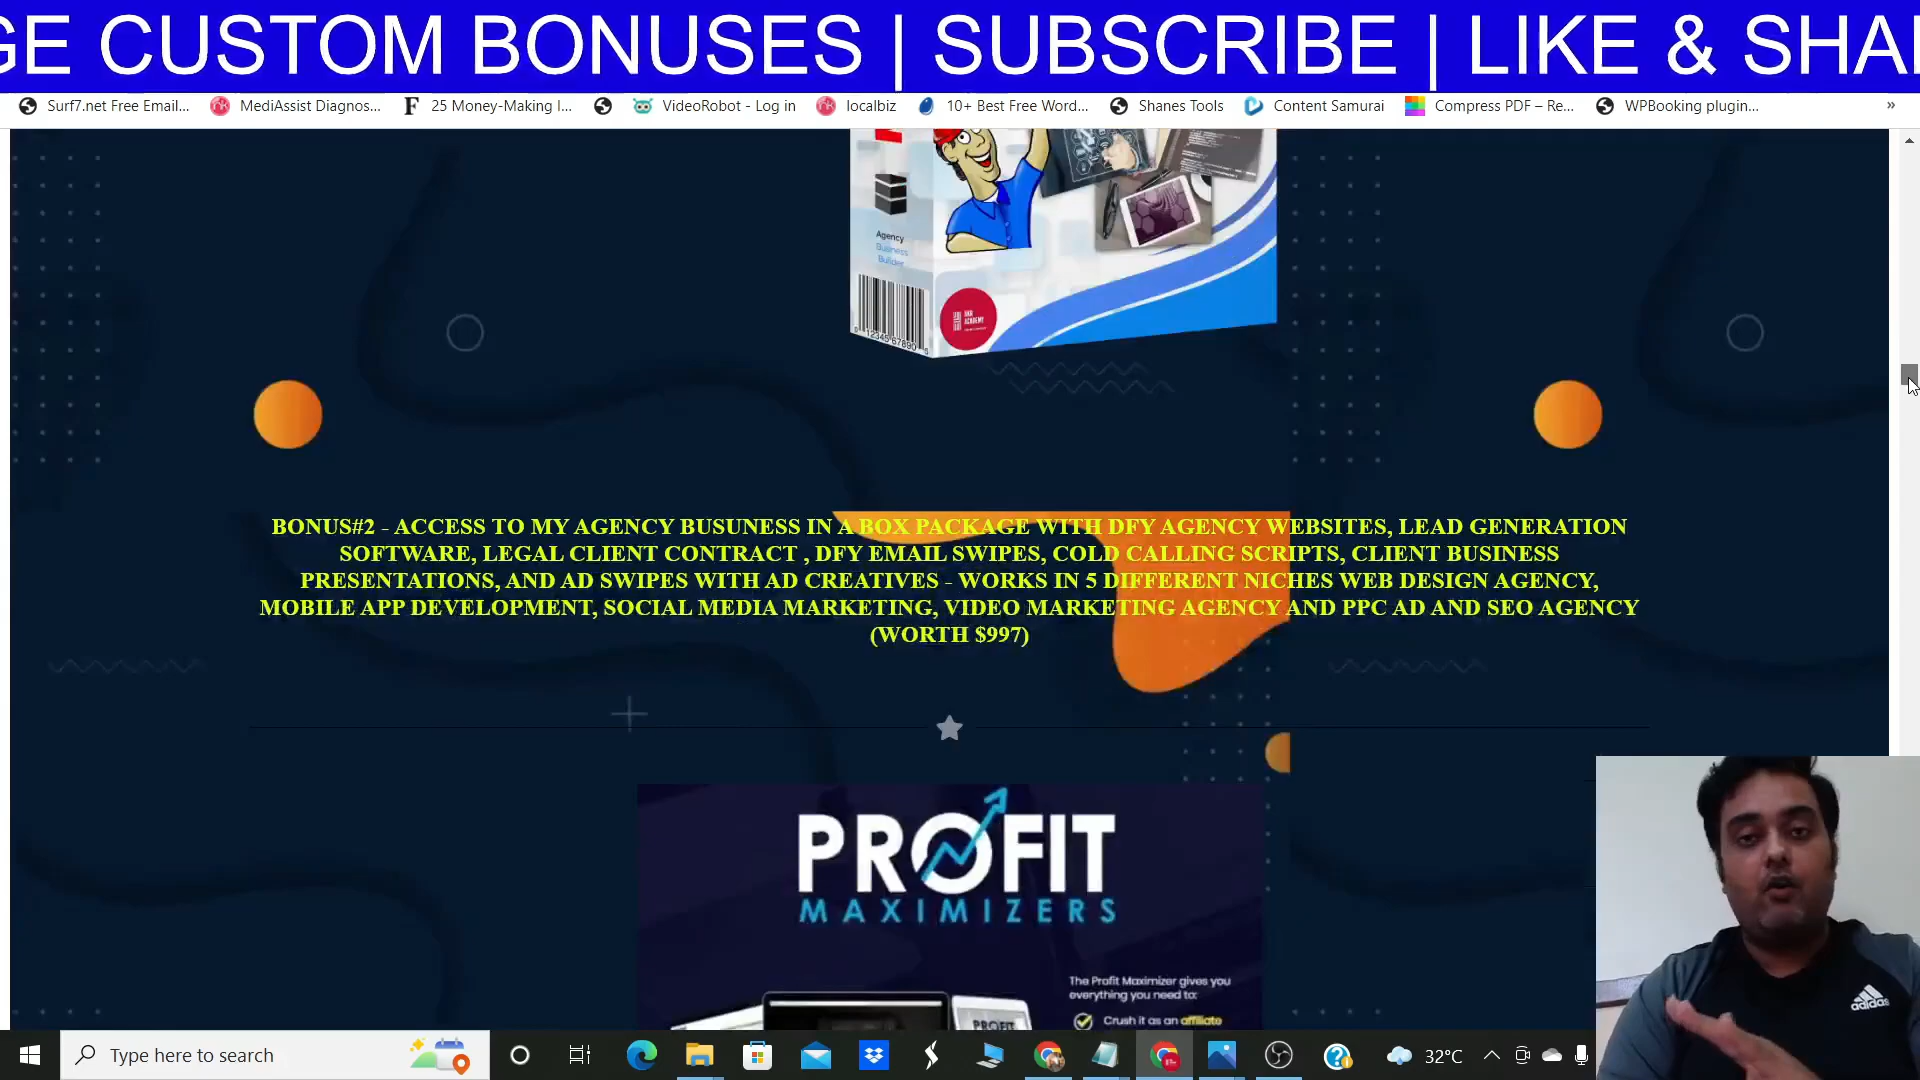 GE CUSTOM BONUSES | SUBSCRIBE | LIKE & SHA
Surf7.net Free Email... MediAssist Diagnos... 25 Money-Making I... VideoRobot - Log in localbiz 10+ Best Free Word... Shanes Tools Content Samurai Compress PDF – Re... WPBooking plugin... »
Agency
Business
Builder
BONUS#2 - ACCESS TO MY AGENCY BUSUNESS IN A BOX PACKAGE WITH DFY AGENCY WEBSITES, LEAD GENERATION
SOFTWARE, LEGAL CLIENT CONTRACT , DFY EMAIL SWIPES, COLD CALLING SCRIPTS, CLIENT BUSINESS
PRESENTATIONS, AND AD SWIPES WITH AD CREATIVES - WORKS IN 5 DIFFERENT NICHES WEB DESIGN AGENCY,
MOBILE APP DEVELOPMENT, SOCIAL MEDIA MARKETING, VIDEO MARKETING AGENCY AND PPC AD AND SEO AGENCY
(WORTH $997)
PROFIT
MAXIMIZERS
The Profit Maximizer gives you
everything you need to:
Crush it as an affiliate
PROFIT
adidas
Type here to search
32°C